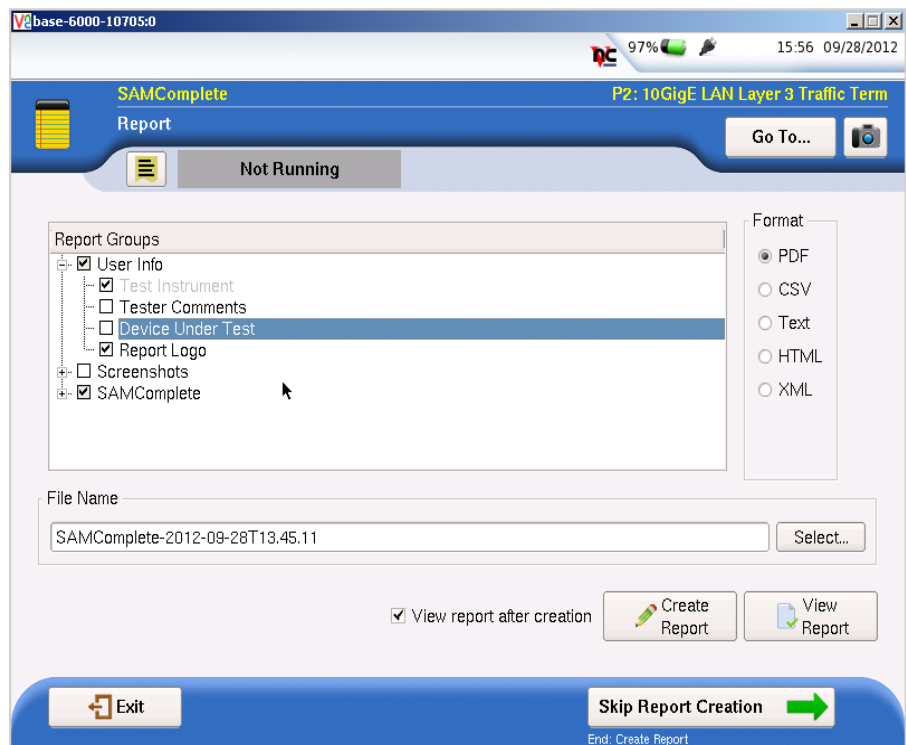 base-6000-10705:0
97%
15:56 09/28/2012
SAMComplete
P2: 10GigE LAN Layer 3 Traffic Term
Report
Go To...
Not Running
Report Groups
User Info
Test Instrument
Tester Comments
Device Under Test
Report Logo
Screenshots
SAMComplete
Format
PDF
CSV
Text
HTML
XML
File Name
SAMComplete-2012-09-28T13.45.11
Select...
View report after creation
Create
Report
View
Report
Exit
Skip Report Creation
End: Create Report